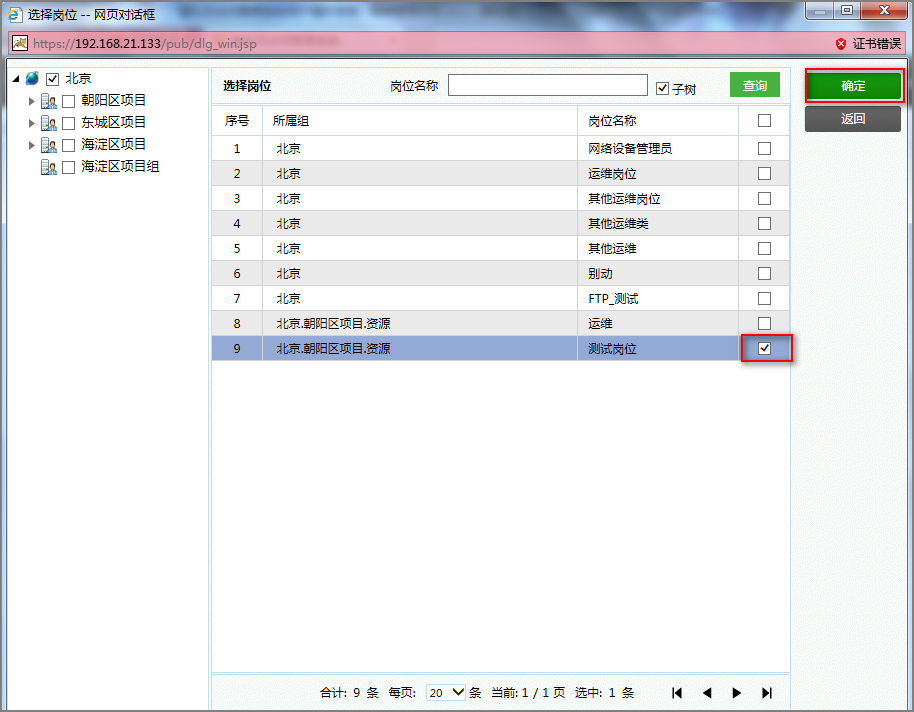 选择岗位 -- 网页对话框
https://192.168.21.133/pub/dlg_win.jsp 证书错误
北京
朝阳区项目
东城区项目
海淀区项目
海淀区项目组
选择岗位 岗位名称 子树 查询
序号 所属组 岗位名称
1 北京 网络设备管理员
2 北京 运维岗位
3 北京 其他运维岗位
4 北京 其他运维类
5 北京 其他运维
6 北京 别动
7 北京 FTP_测试
8 北京.朝阳区项目.资源 运维
9 北京.朝阳区项目.资源 测试岗位
合计: 9 条 每页: 20 条 当前: 1 / 1 页 选中: 1 条
确定
返回